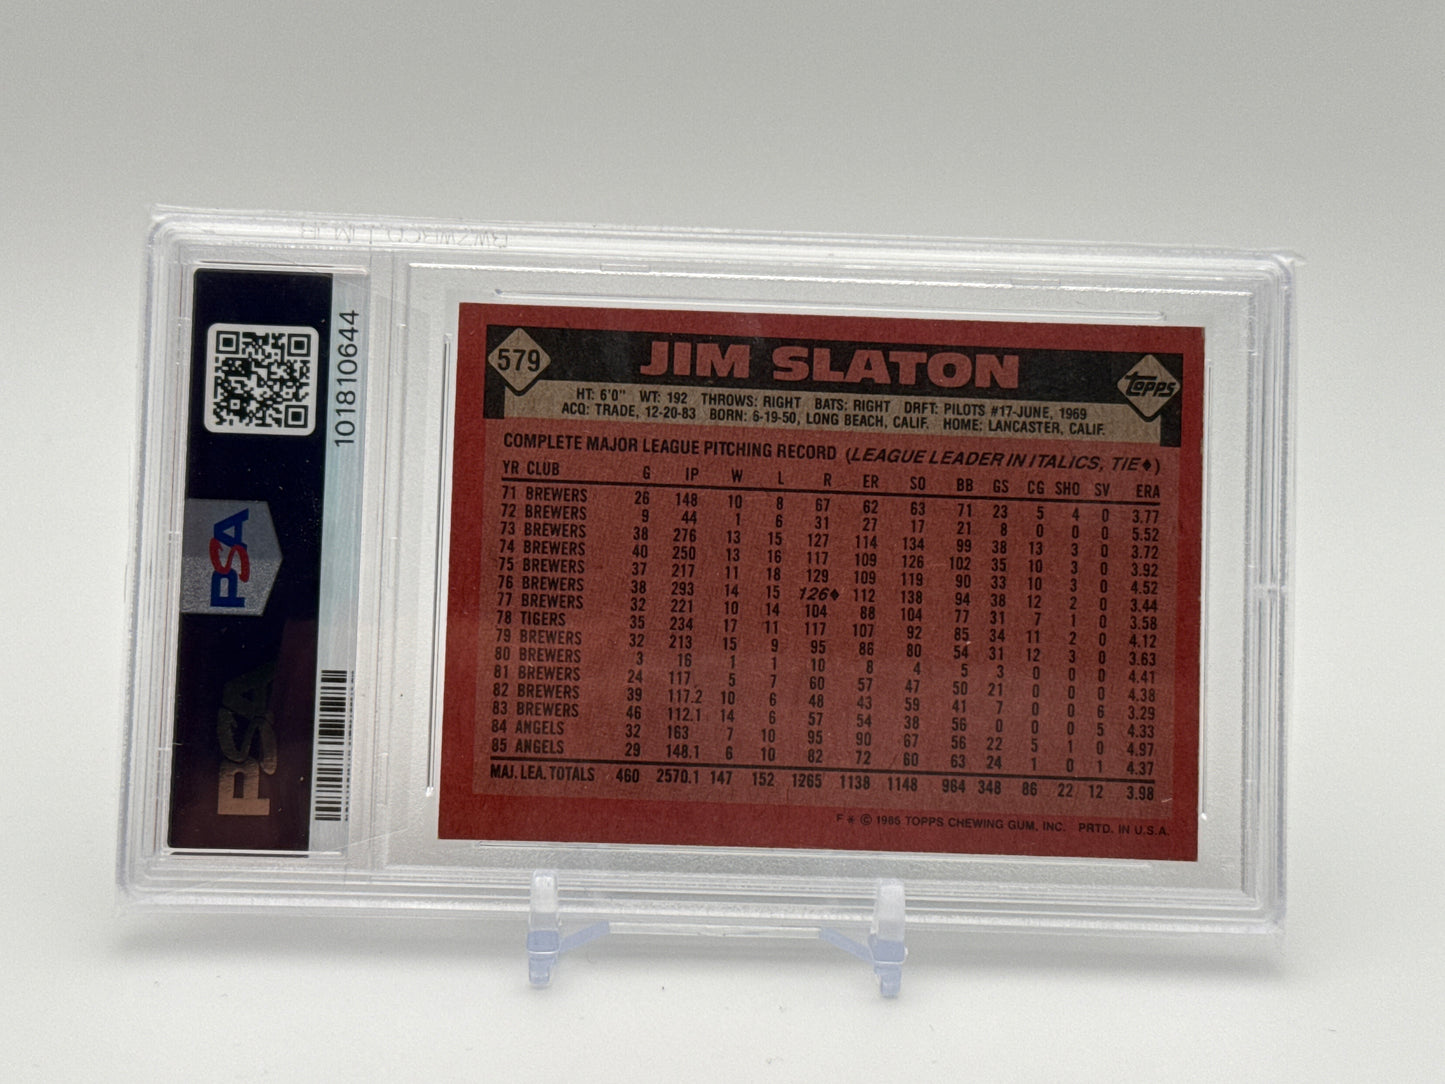 101810644
PSA
PSA
579
JIM SLATON
topps
HT: 6'0" WT: 192 THROWS: RIGHT BATS: RIGHT DRFT: PILOTS #17-JUNE, 1969
ACQ: TRADE, 12-20-83 BORN: 6-19-50, LONG BEACH, CALIF. HOME: LANCASTER, CALIF.
COMPLETE MAJOR LEAGUE PITCHING RECORD (LEAGUE LEADER IN ITALICS, TIE♦)
YR CLUB G IP W L R ER SO BB GS CG SHO SV ERA
71 BREWERS 26 148 10 8 67 62 63 71 23 5 4 0 3.77
72 BREWERS 9 44 1 6 31 27 17 21 8 0 0 0 5.52
73 BREWERS 38 276 13 15 127 114 134 99 38 13 3 0 3.72
74 BREWERS 40 250 13 16 117 109 126 102 35 10 3 0 3.92
75 BREWERS 37 217 11 18 129 109 119 90 33 10 3 0 4.52
76 BREWERS 38 293 14 15 126♦ 112 138 94 38 12 2 0 3.44
77 BREWERS 32 221 10 14 104 88 104 77 31 7 1 0 3.58
78 TIGERS 35 234 17 11 117 107 92 85 34 11 2 0 4.12
79 BREWERS 32 213 15 9 95 86 80 54 31 12 3 0 3.63
80 BREWERS 3 16 1 1 10 8 4 5 3 0 0 0 4.41
81 BREWERS 24 117 5 7 60 57 47 50 21 0 0 0 4.38
82 BREWERS 39 117.2 10 6 48 43 59 41 7 0 0 6 3.29
83 BREWERS 46 112.1 14 6 57 54 38 56 0 0 0 5 4.33
84 ANGELS 32 163 7 10 95 90 67 56 22 5 1 0 4.97
85 ANGELS 29 148.1 6 10 82 72 60 63 24 1 0 1 4.37
MAJ. LEA. TOTALS 460 2570.1 147 152 1265 1138 1148 964 348 86 22 12 3.98
F * © 1986 TOPPS CHEWING GUM, INC. PRTD. IN U.S.A.